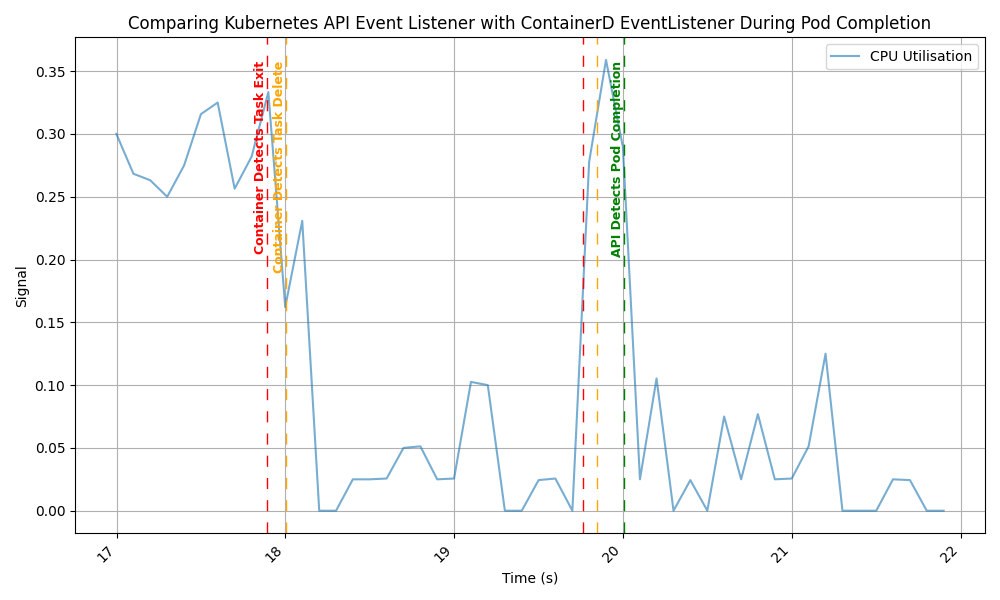 Comparing Kubernetes API Event Listener with ContainerD EventListener During Pod Completion
CPU Utilisation
Container Detects Task Exit
Container Detects Task Delete
API Detects Pod Completion
Signal
0.35
0.30
0.25
0.20
0.15
0.10
0.05
0.00
17
18
19
20
21
22
Time (s)